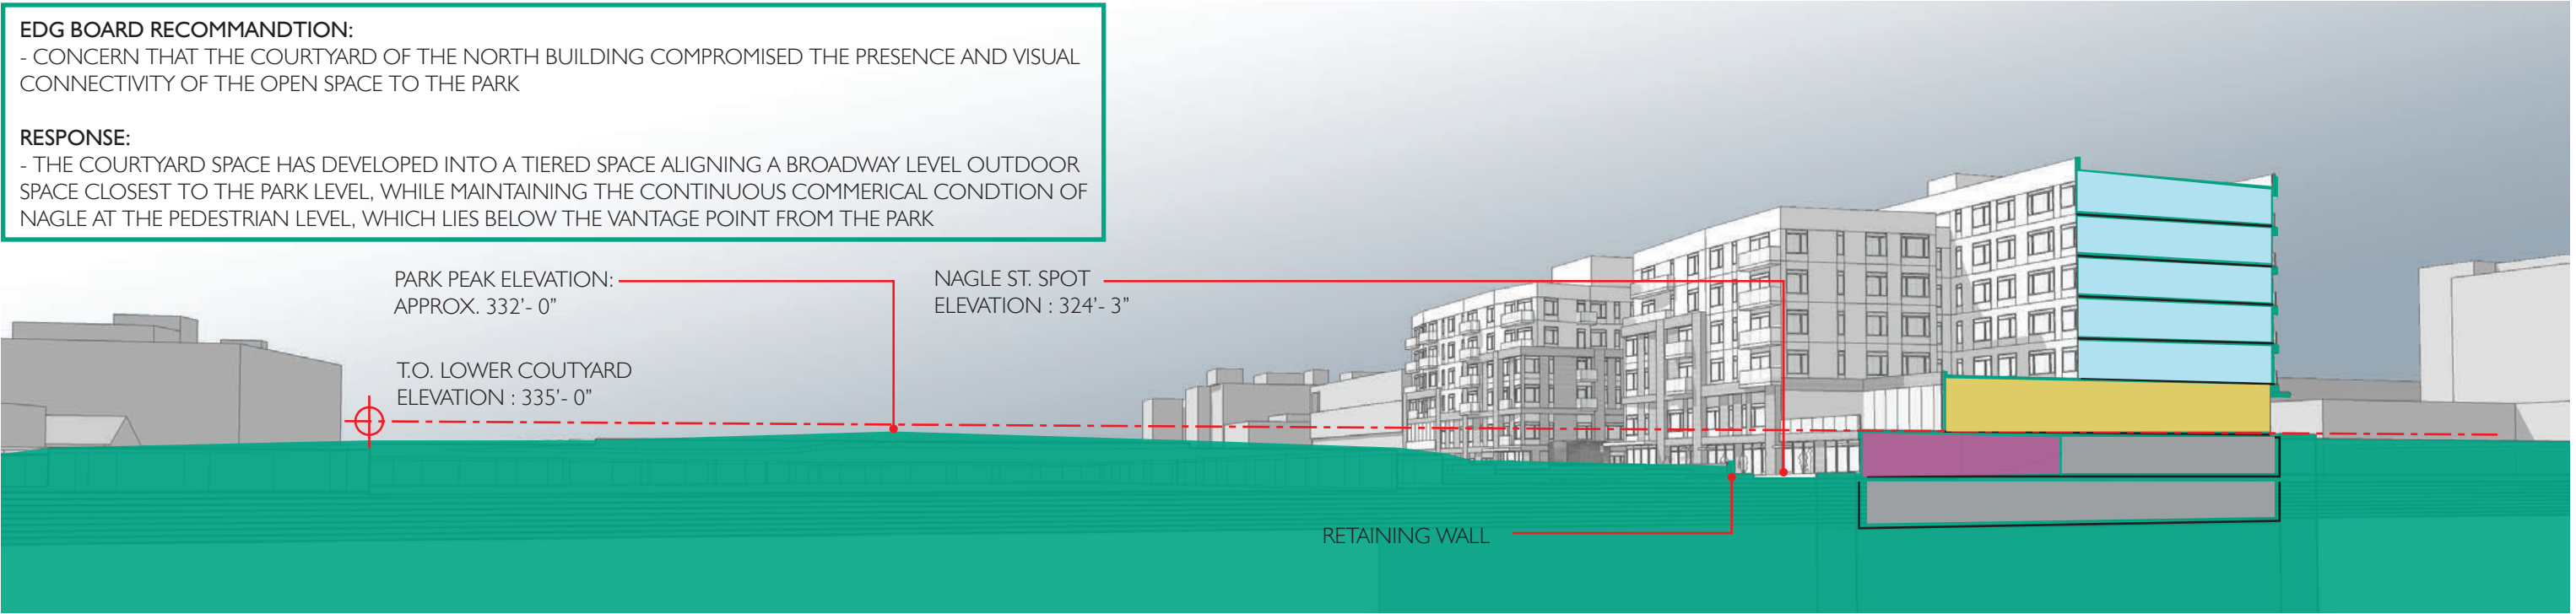 EDG BOARD RECOMMANDTION:
- CONCERN THAT THE COURTYARD OF THE NORTH BUILDING COMPROMISED THE PRESENCE AND VISUAL
CONNECTIVITY OF THE OPEN SPACE TO THE PARK
RESPONSE:
- THE COURTYARD SPACE HAS DEVELOPED INTO A TIERED SPACE ALIGNING A BROADWAY LEVEL OUTDOOR
SPACE CLOSEST TO THE PARK LEVEL, WHILE MAINTAINING THE CONTINUOUS COMMERICAL CONDTION OF
NAGLE AT THE PEDESTRIAN LEVEL, WHICH LIES BELOW THE VANTAGE POINT FROM THE PARK
PARK PEAK ELEVATION:
APPROX. 332'- 0"
NAGLE ST. SPOT
ELEVATION : 324'- 3"
T.O. LOWER COUTYARD
ELEVATION : 335'- 0"
RETAINING WALL